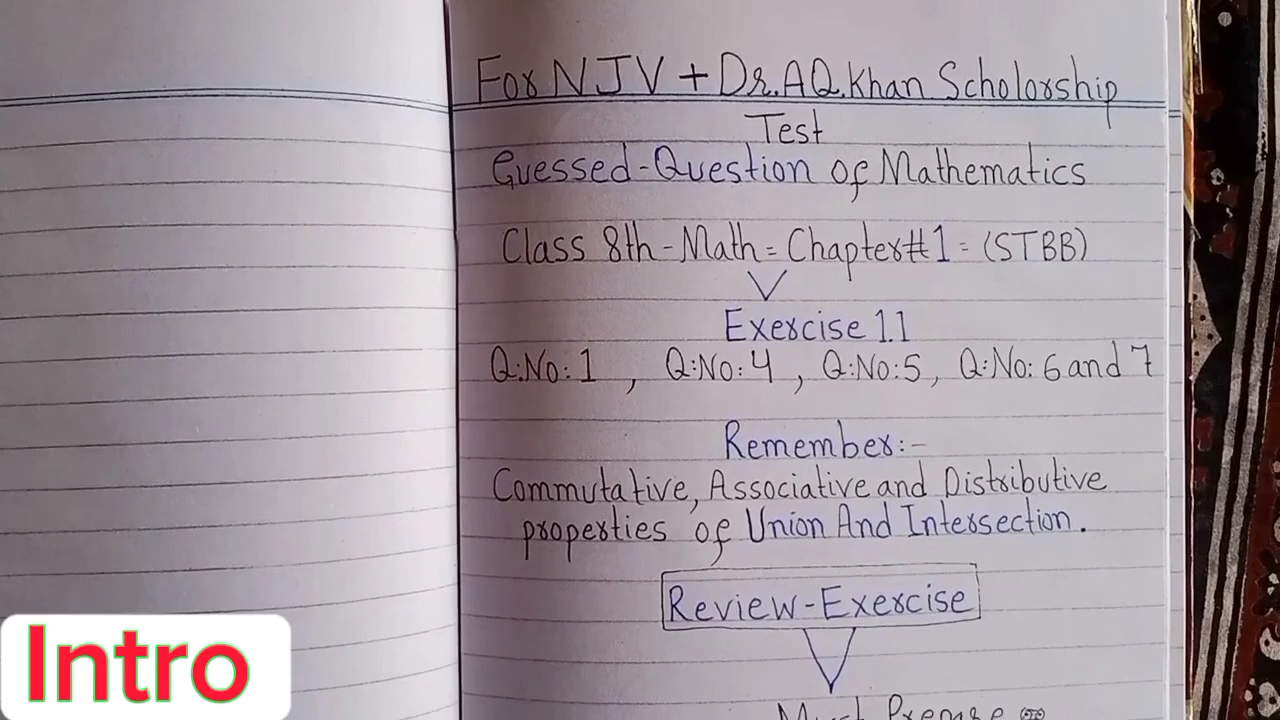 For NJV + Dr.AQ.Khan Scholorship
Test
Guessed-Question of Mathematics
Class 8th-Math = Chapter#1 = (STBB)
Exercise 1.1
Q:No: 1 , Q:No: 4 , Q:No: 5 , Q:No: 6 and 7
Remember:-
Commutative, Associative and Distributive
properties of Union And Intersection.
Review-Exercise
Must Prepare
Intro